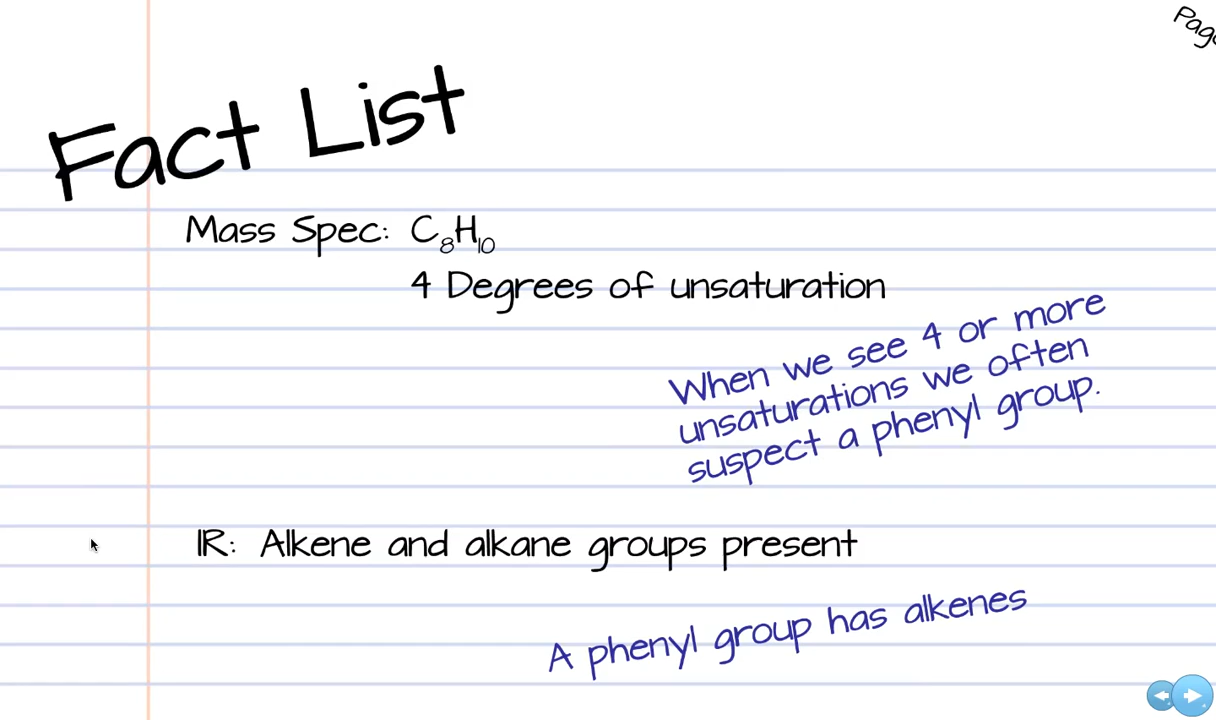 Fact List
Mass Spec: C₈H₁₀
4 Degrees of unsaturation
When we see 4 or more
unsaturations we often
suspect a phenyl group.
IR: Alkene and alkane groups present
A phenyl group has alkenes